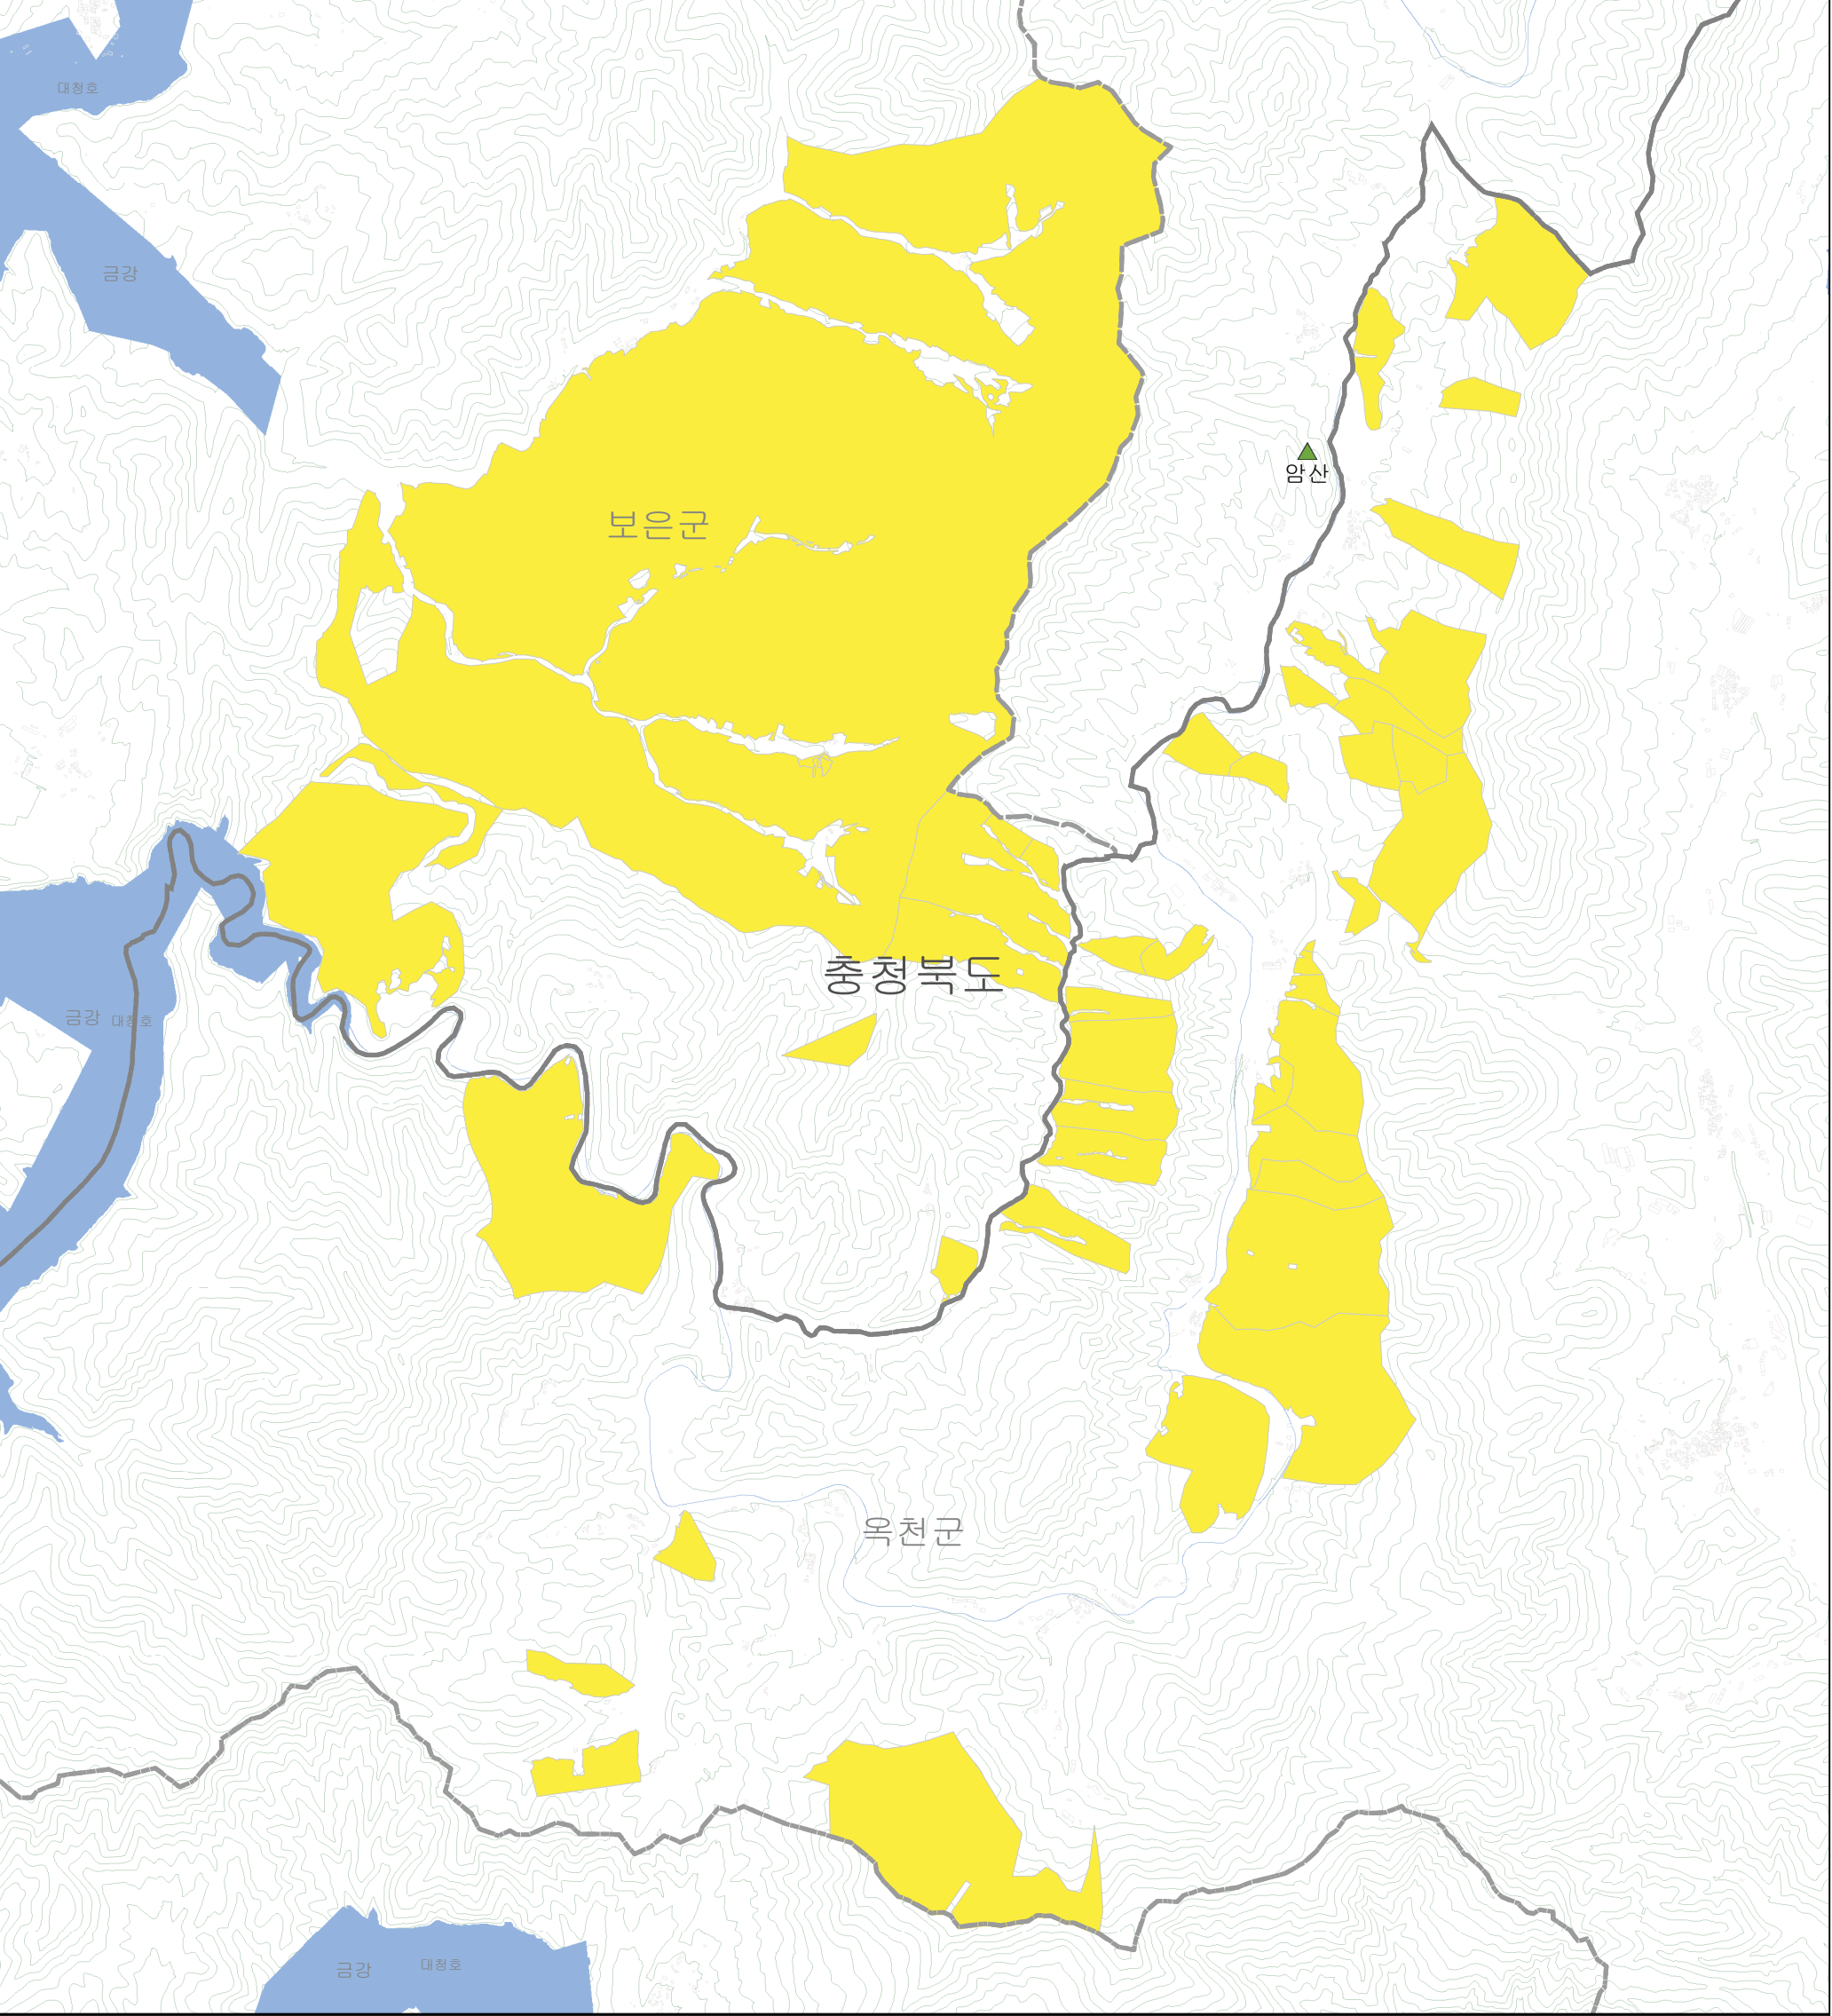 대청호
금강
암산
보은군
충청북도
금강 대청호
옥천군
금강 대청호